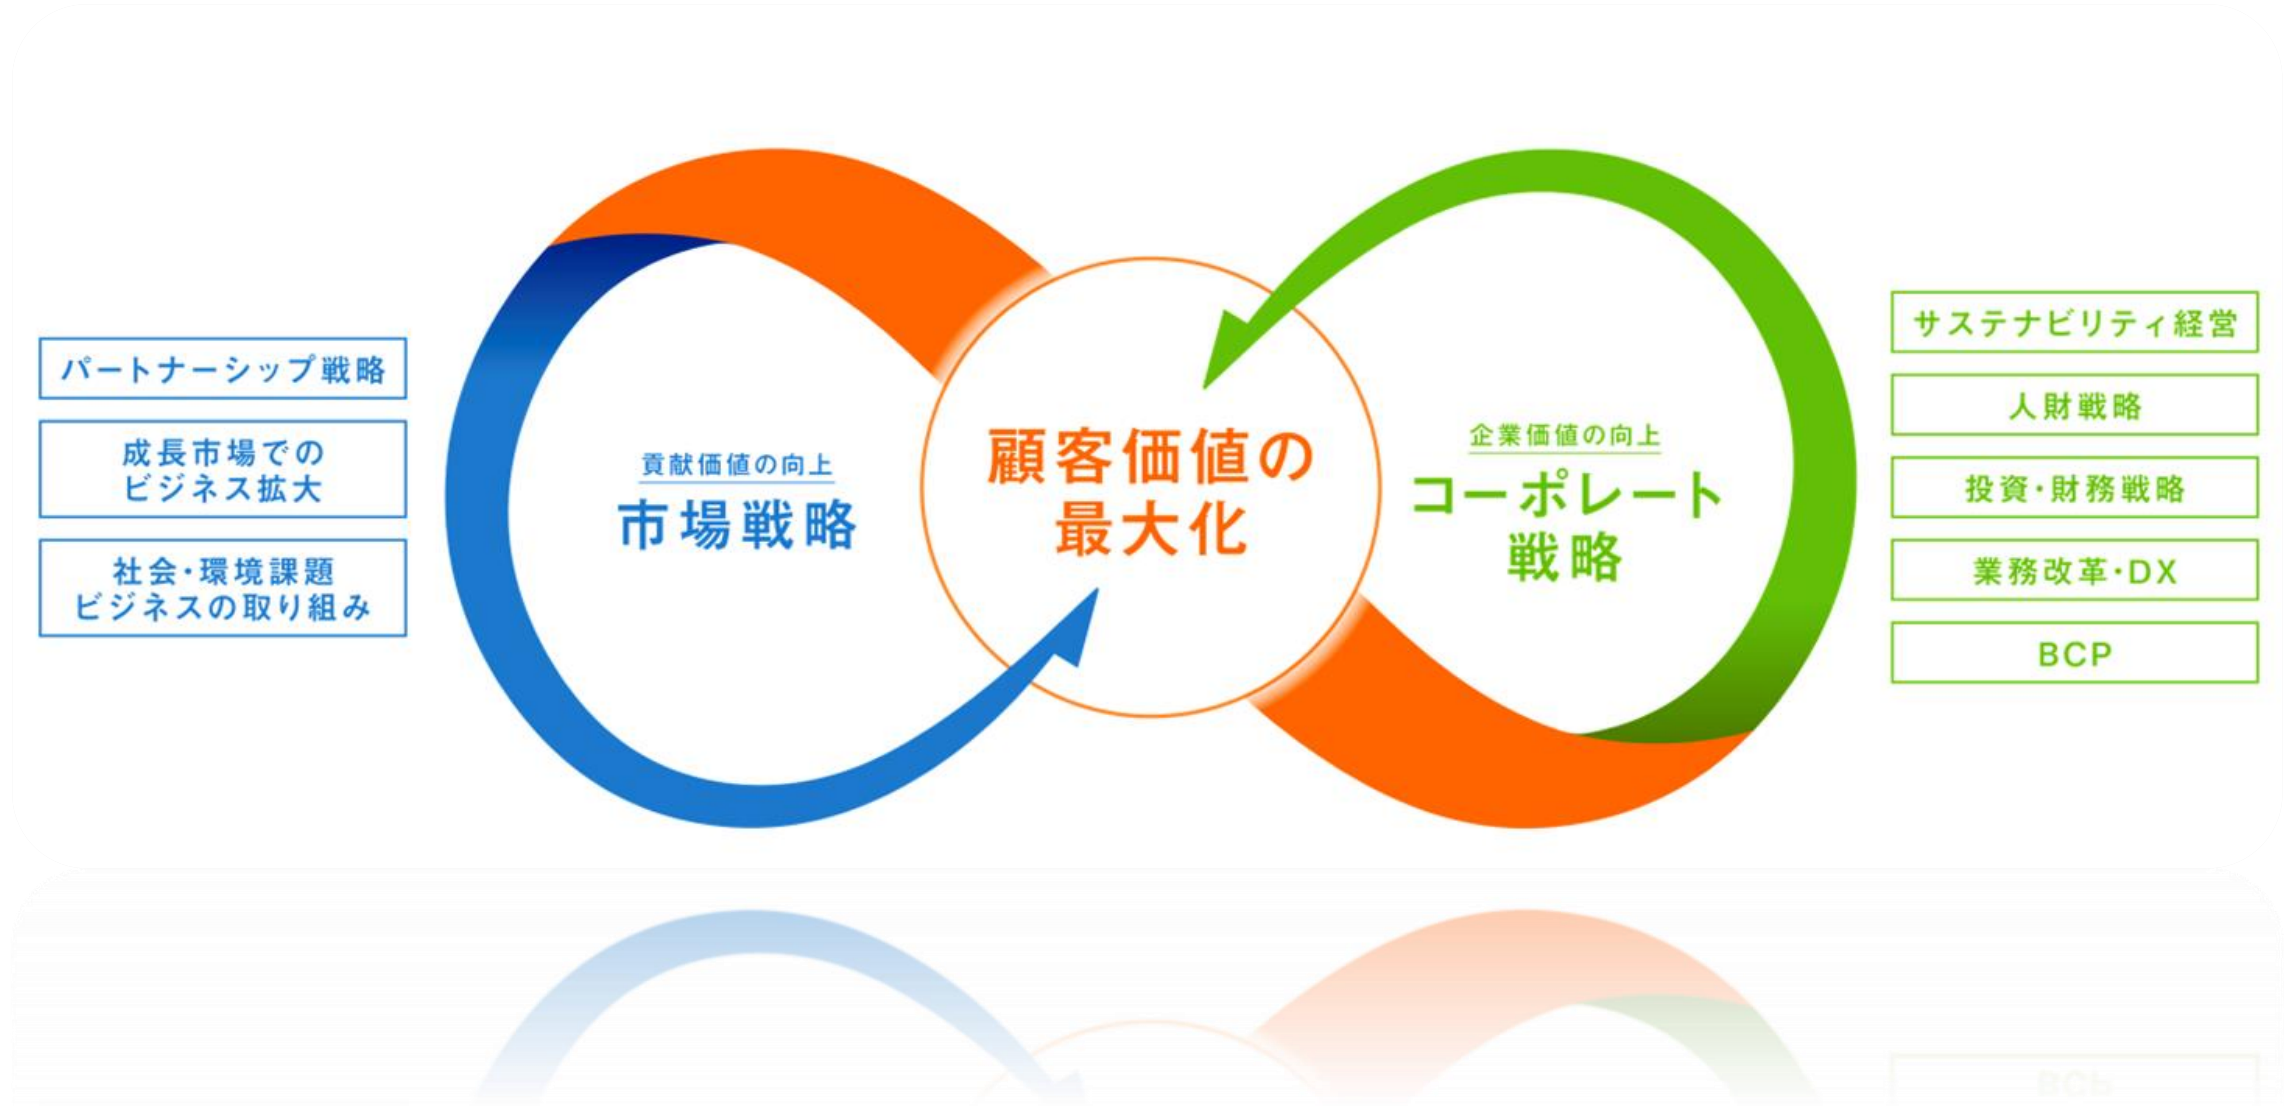 パートナーシップ戦略
成長市場での
ビジネス拡大
社会・環境課題
ビジネスの取り組み
貢献価値の向上
市場戦略
顧客価値の
最大化
企業価値の向上
コーポレート
戦略
サステナビリティ経営
人財戦略
投資・財務戦略
業務改革・DX
BCP